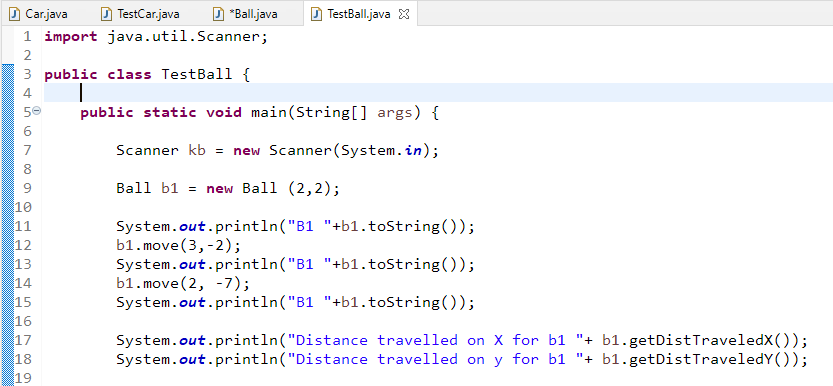 Car.java TestCar.java *Ball.java TestBall.java
1 import java.util.Scanner;
2
3 public class TestBall {
4
5 public static void main(String[] args) {
6
7 Scanner kb = new Scanner(System.in);
8
9 Ball b1 = new Ball (2,2);
10
11 System.out.println("B1 "+b1.toString());
12 b1.move(3,-2);
13 System.out.println("B1 "+b1.toString());
14 b1.move(2, -7);
15 System.out.println("B1 "+b1.toString());
16
17 System.out.println("Distance travelled on X for b1 "+ b1.getDistTraveledX());
18 System.out.println("Distance travelled on y for b1 "+ b1.getDistTraveledY());
19